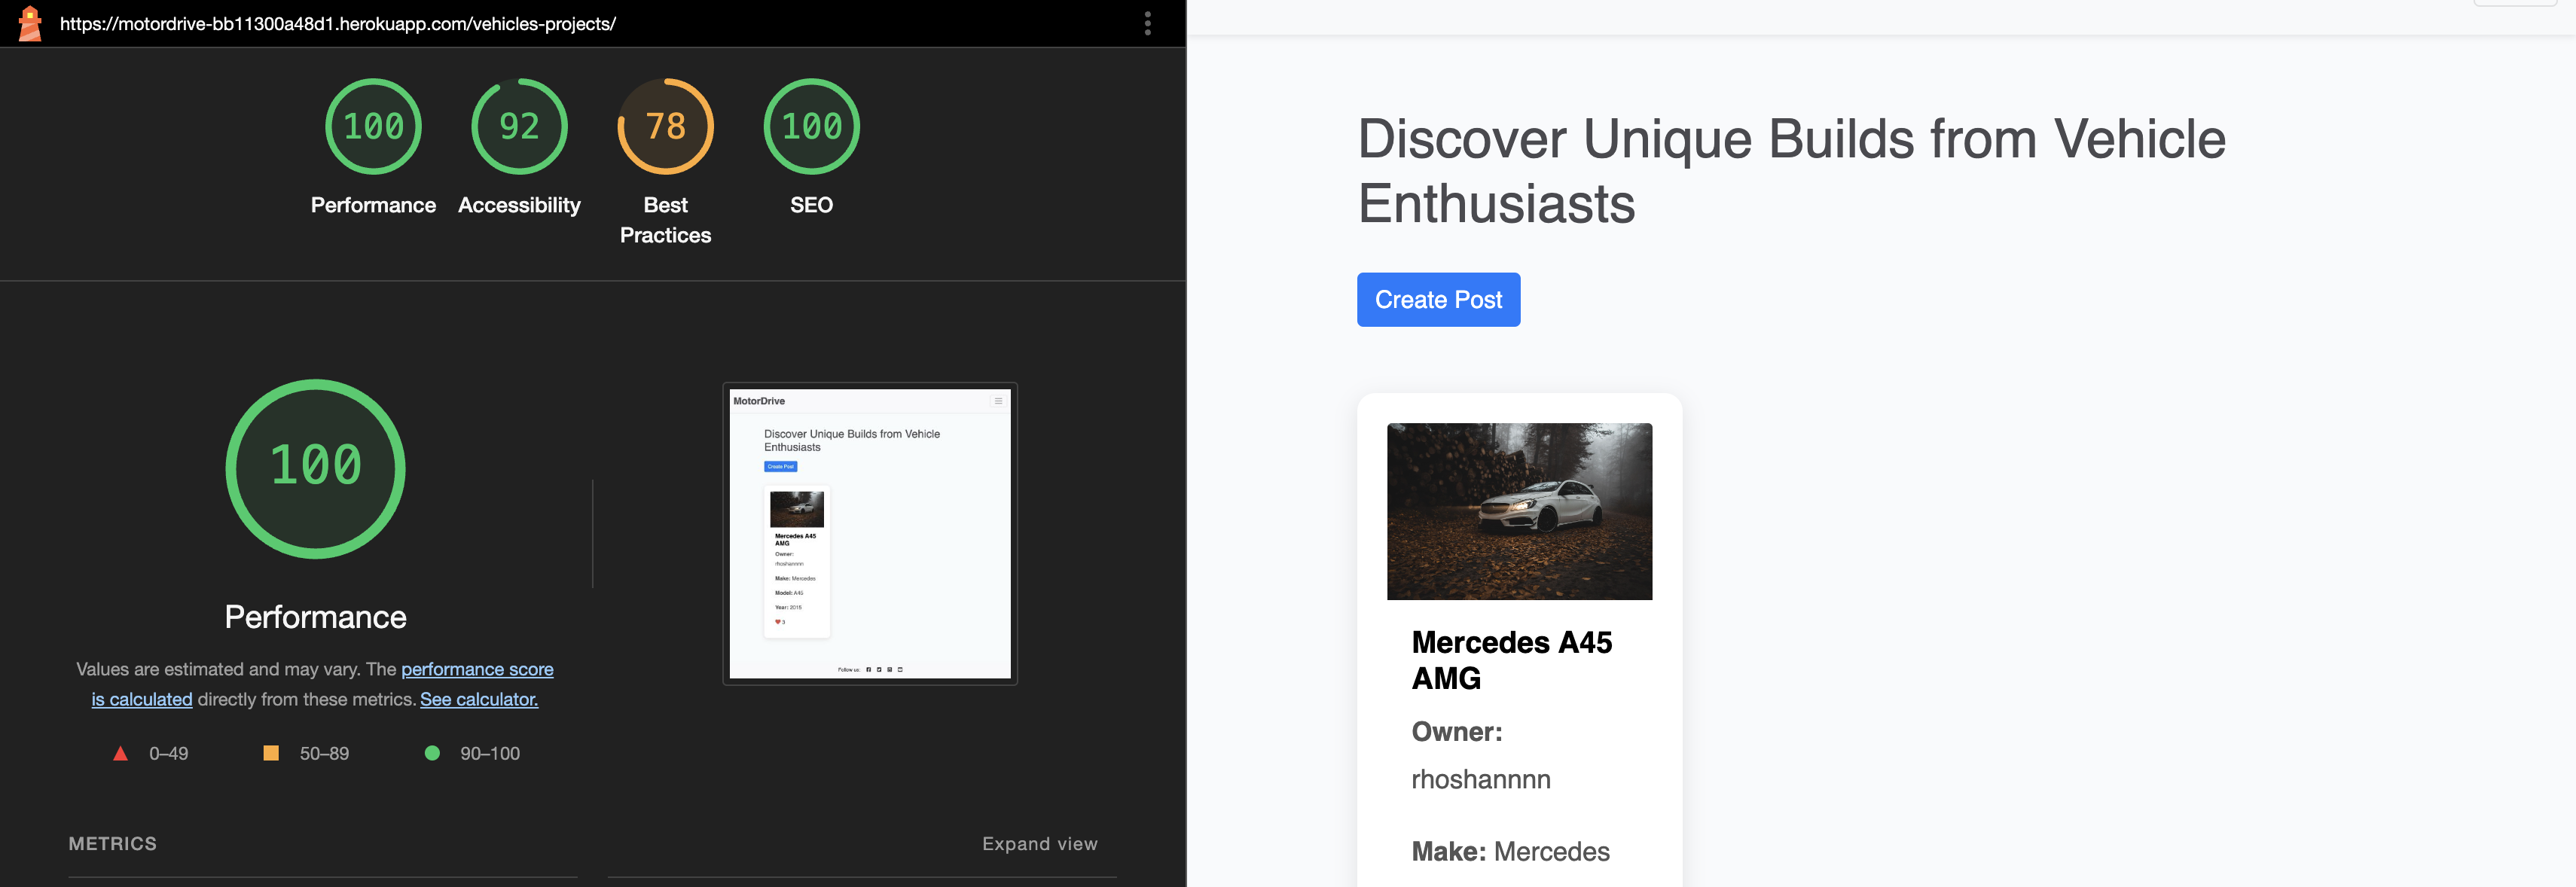 https://motordrive-bb11300a48d1.herokuapp.com/vehicles-projects/
100
92
78
100
Performance
Accessibility
Best
Practices
SEO
100
Performance
Values are estimated and may vary. The performance score
is calculated directly from these metrics. See calculator.
0–49
50–89
90–100
METRICS
Expand view
MotorDrive
Discover Unique Builds from Vehicle
Enthusiasts
Create Post
Mercedes A45
AMG
Owner:
rhoshannnn
Make: Mercedes
Model: A45
Year: 2015
3
Follow us:
Discover Unique Builds from Vehicle
Enthusiasts
Create Post
Mercedes A45
AMG
Owner:
rhoshannnn
Make: Mercedes